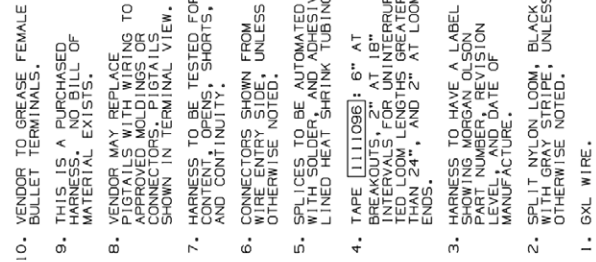 10. VENDOR TO GREASE FEMALE
BULLET TERMINALS.
9. THIS IS A PURCHASED
HARNESS. NO BILL OF
MATERIAL EXISTS.
8. VENDOR MAY REPLACE
PIGTAILS WITH WIRING TO
APPROVED MOLDINGS OR
CONNECTORS. PIGTAILS
SHOWN IN TERMINAL VIEW.
7. HARNESS TO BE TESTED FOR
CONTENT, OPENS, SHORTS,
AND CONTINUITY.
6. CONNECTORS SHOWN FROM
WIRE ENTRY SIDE, UNLESS
OTHERWISE NOTED.
5. SPLICES TO BE AUTOMATED
WITH SOLDER, AND ADHESIV
LINED HEAT SHRINK TUBING
4. TAPE 1111096: 6" AT
BREAKOUTS, 2" AT 18"
INTERVALS FOR UNINTERRUP
TED LOOM LENGTHS GREATER
THAN 24", AND 2" AT LOOM
ENDS.
3. HARNESS TO HAVE A LABEL
SHOWING MORGAN OLSON
PART NUMBER, REVISION
LEVEL, AND DATE OF
MANUFACTURE.
2. SPLIT NYLON LOOM, BLACK
WITH GRAY STRIPE, UNLESS
OTHERWISE NOTED.
1. GXL WIRE.